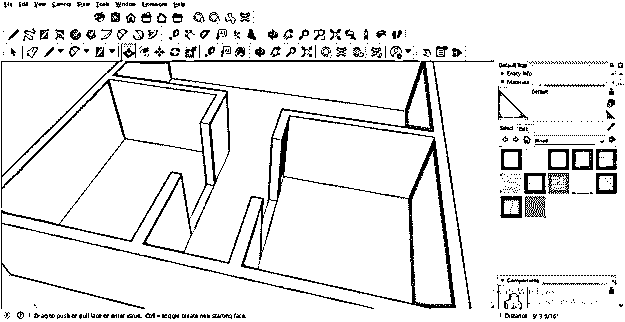 File Edit View Camera Draw Tools Window Extensions Help
Default Tray
Entity Info
Materials
Default
Select Edit
Wood
Components
Drag to push or pull face or enter value. Ctrl = toggle create new starting face.
Distance 9' 3 3/16"